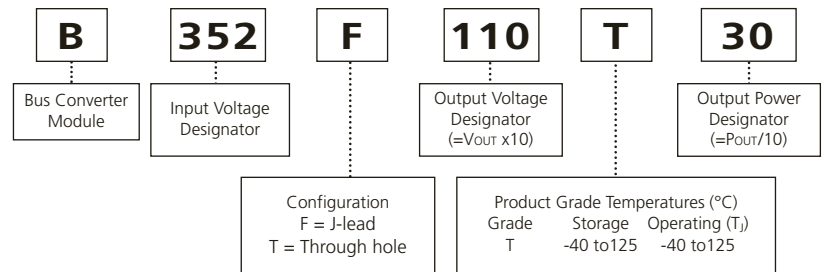 B 352 F 110 T 30
Bus Converter
Module
Input Voltage
Designator
Output Voltage
Designator
(=VOUT x10)
Output Power
Designator
(=POUT/10)
Configuration
F = J-lead
T = Through hole
Product Grade Temperatures (°C)
Grade Storage Operating (TJ)
T -40 to125 -40 to125